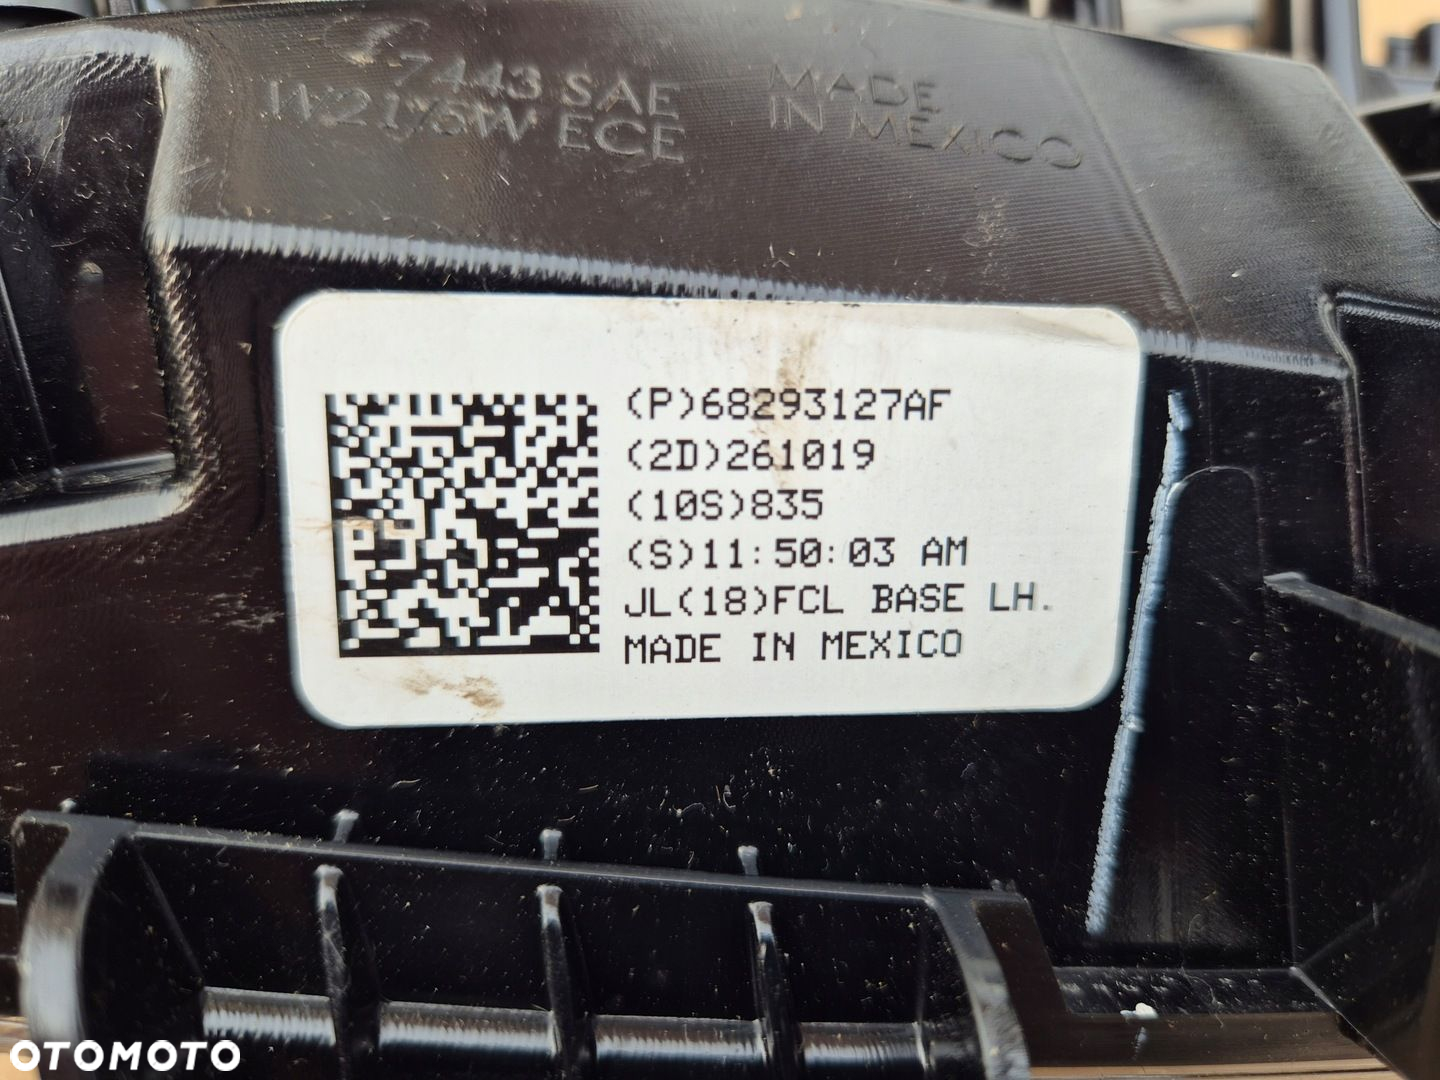 7443 SAE
W21/5W ECE
MADE
IN MEXICO
(P)68293127AF
(2D)261019
(10S)835
(S)11:50:03 AM
JL(18)FCL BASE LH.
MADE IN MEXICO
OTOMOTO